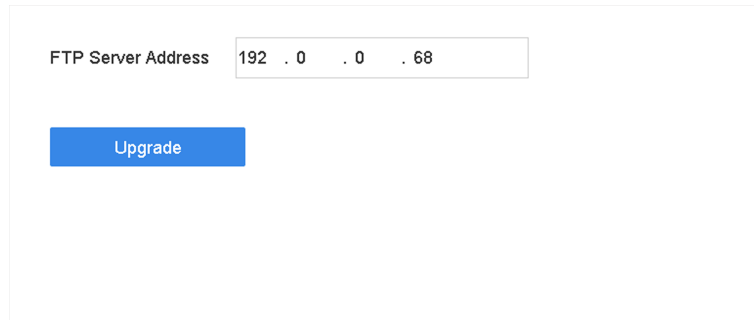 FTP Server Address 192 . 0 . 0 . 68
Upgrade